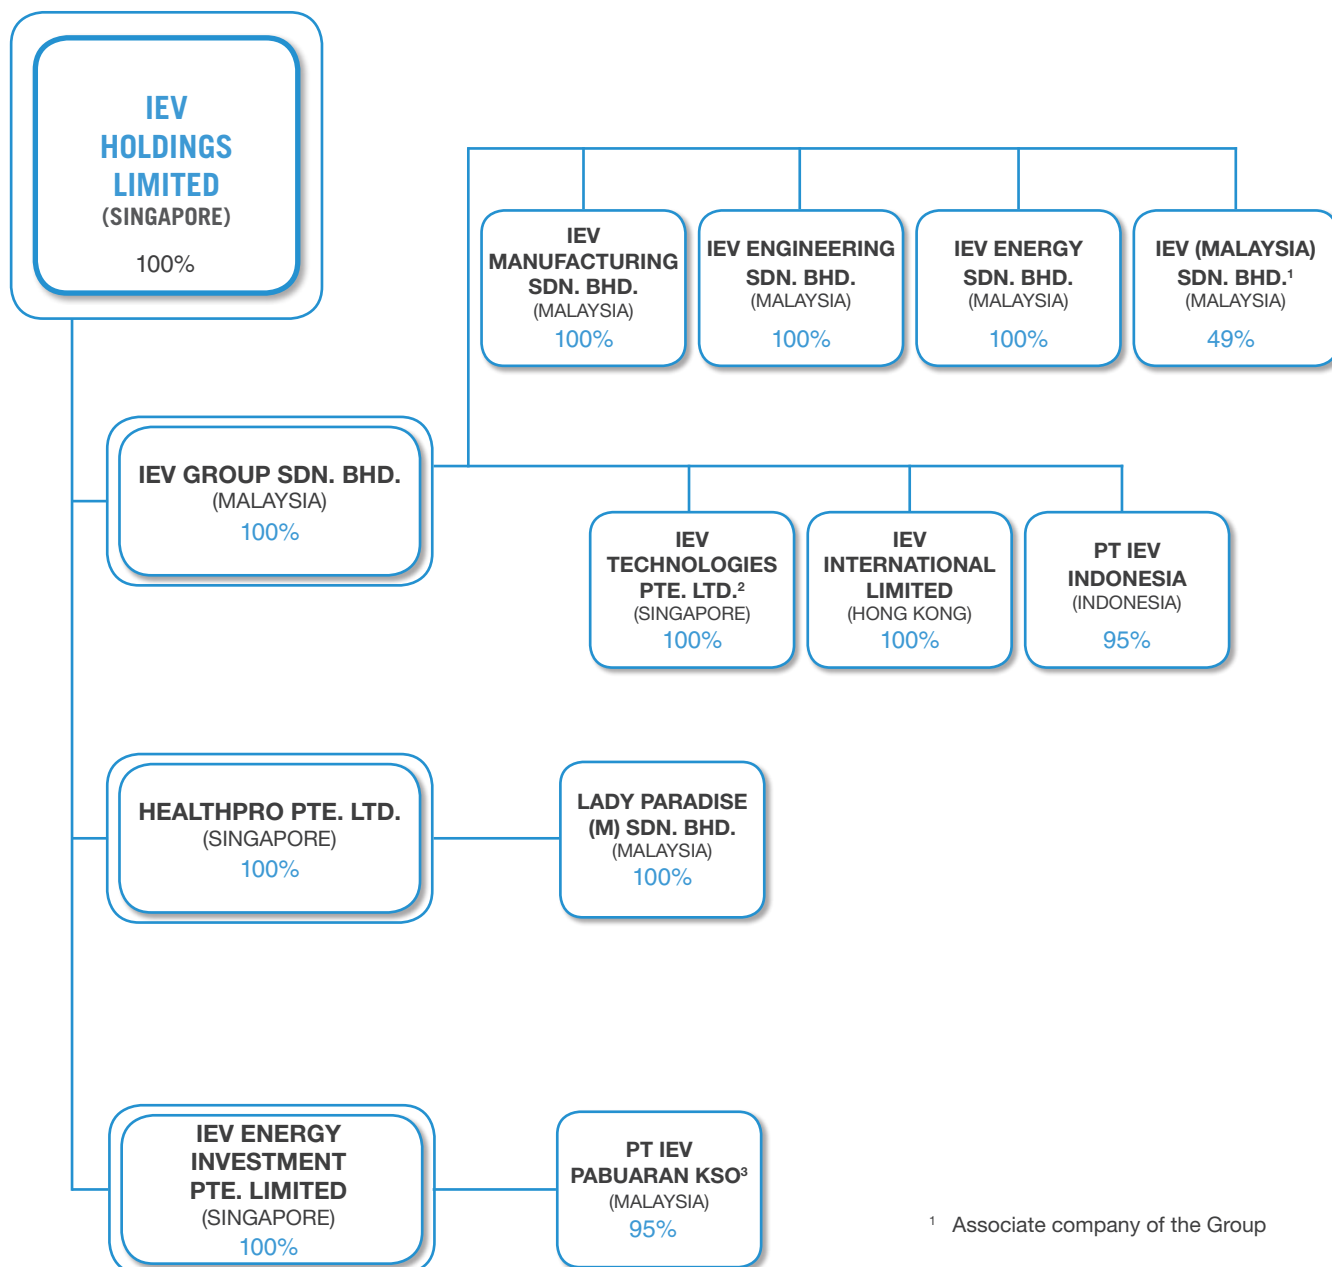 IEV
HOLDINGS
LIMITED
(SINGAPORE)
100%
IEV
MANUFACTURING
SDN. BHD.
(MALAYSIA)
100%
IEV ENGINEERING
SDN. BHD.
(MALAYSIA)
100%
IEV ENERGY
SDN. BHD.
(MALAYSIA)
100%
IEV (MALAYSIA)
SDN. BHD.¹
(MALAYSIA)
49%
IEV GROUP SDN. BHD.
(MALAYSIA)
100%
IEV
TECHNOLOGIES
PTE. LTD.²
(SINGAPORE)
100%
IEV
INTERNATIONAL
LIMITED
(HONG KONG)
100%
PT IEV
INDONESIA
(INDONESIA)
95%
HEALTHPRO PTE. LTD.
(SINGAPORE)
100%
LADY PARADISE
(M) SDN. BHD.
(MALAYSIA)
100%
IEV ENERGY
INVESTMENT
PTE. LIMITED
(SINGAPORE)
100%
PT IEV
PABUARAN KSO³
(MALAYSIA)
95%
¹ Associate company of the Group